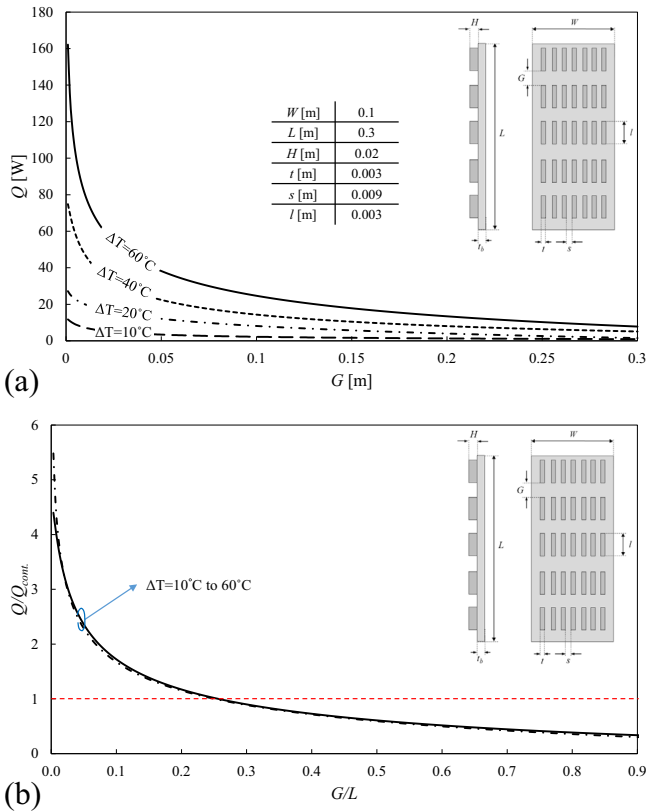 180
160
140
120
100
80
60
40
20
0
Q [W]
0 0.05 0.1 0.15 0.2 0.25 0.3
G [m]
(a)
ΔT=60˚C
ΔT=40˚C
ΔT=20˚C
ΔT=10˚C
W [m] 0.1
L [m] 0.3
H [m] 0.02
t [m] 0.003
s [m] 0.009
l [m] 0.003
H
W
G
L
l
t_b
t
s
6
5
4
3
2
1
0
Q/Q_cont.
0.0 0.1 0.2 0.3 0.4 0.5 0.6 0.7 0.8 0.9
G/L
(b)
ΔT=10˚C to 60˚C
H
W
G
L
l
t_b
t
s